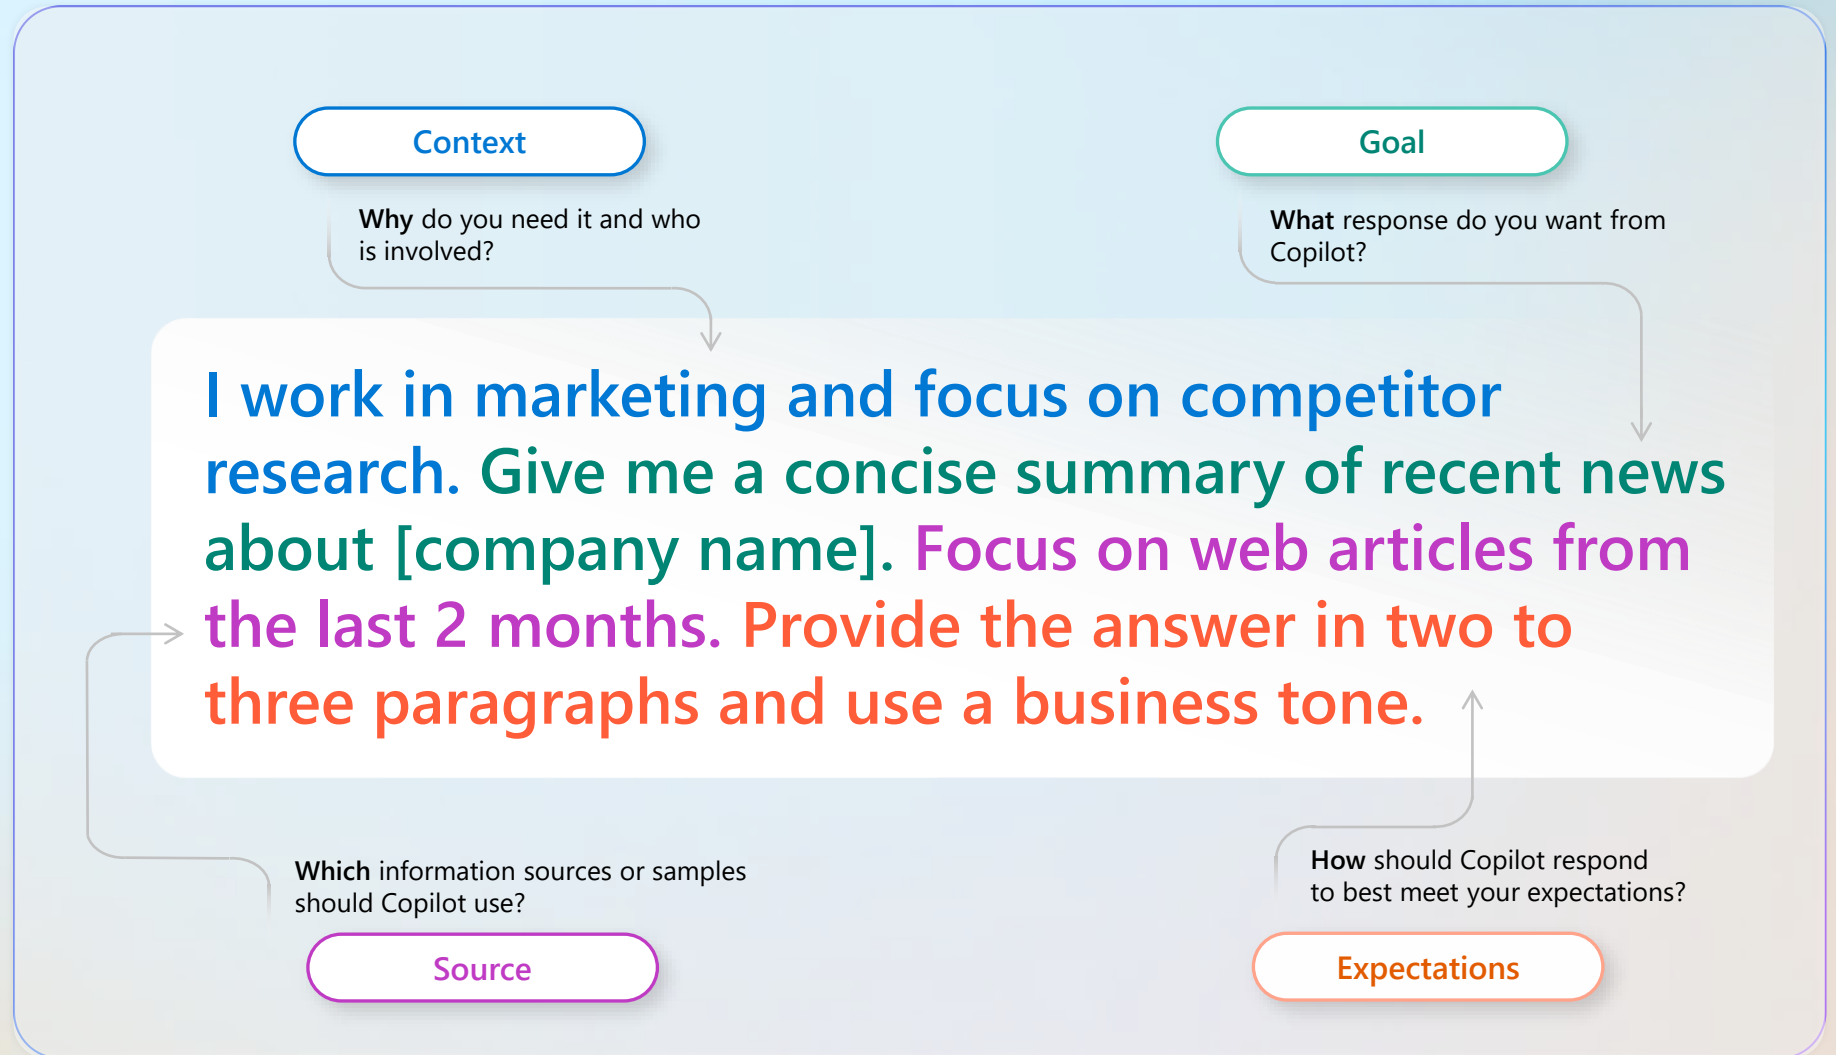 Context
Goal
Why do you need it and who
is involved?
What response do you want from
Copilot?
I work in marketing and focus on competitor
research. Give me a concise summary of recent news
about [company name]. Focus on web articles from
the last 2 months. Provide the answer in two to
three paragraphs and use a business tone.
Which information sources or samples
should Copilot use?
Source
How should Copilot respond
to best meet your expectations?
Expectations